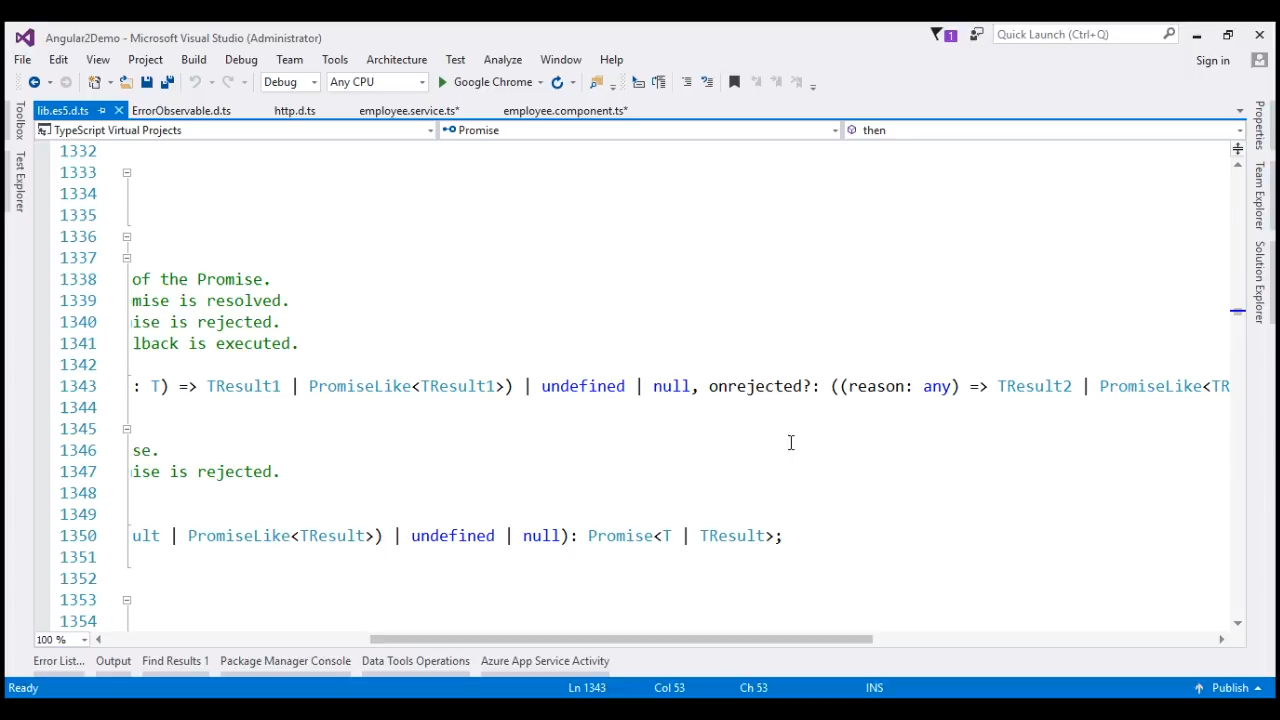 Angular2Demo - Microsoft Visual Studio (Administrator)
1
Quick Launch (Ctrl+Q)
File Edit View Project Build Debug Team Tools Architecture Test Analyze Window Help
Sign in
Debug Any CPU Google Chrome
lib.es5.d.ts ErrorObservable.d.ts http.d.ts employee.service.ts* employee.component.ts*
TypeScript Virtual Projects Promise then
Toolbox
Test Explorer
1332
1333
1334
1335
1336
1337
1338 of the Promise.
1339 mise is resolved.
1340 ise is rejected.
1341 lback is executed.
1342
1343 : T) => TResult1 | PromiseLike<TResult1>) | undefined | null, onrejected?: ((reason: any) => TResult2 | PromiseLike<TR
1344
1345
1346 se.
1347 ise is rejected.
1348
1349
1350 ult | PromiseLike<TResult>) | undefined | null): Promise<T | TResult>;
1351
1352
1353
1354
Properties
Team Explorer
Solution Explorer
100 %
Error List... Output Find Results 1 Package Manager Console Data Tools Operations Azure App Service Activity
Ready Ln 1343 Col 53 Ch 53 INS Publish